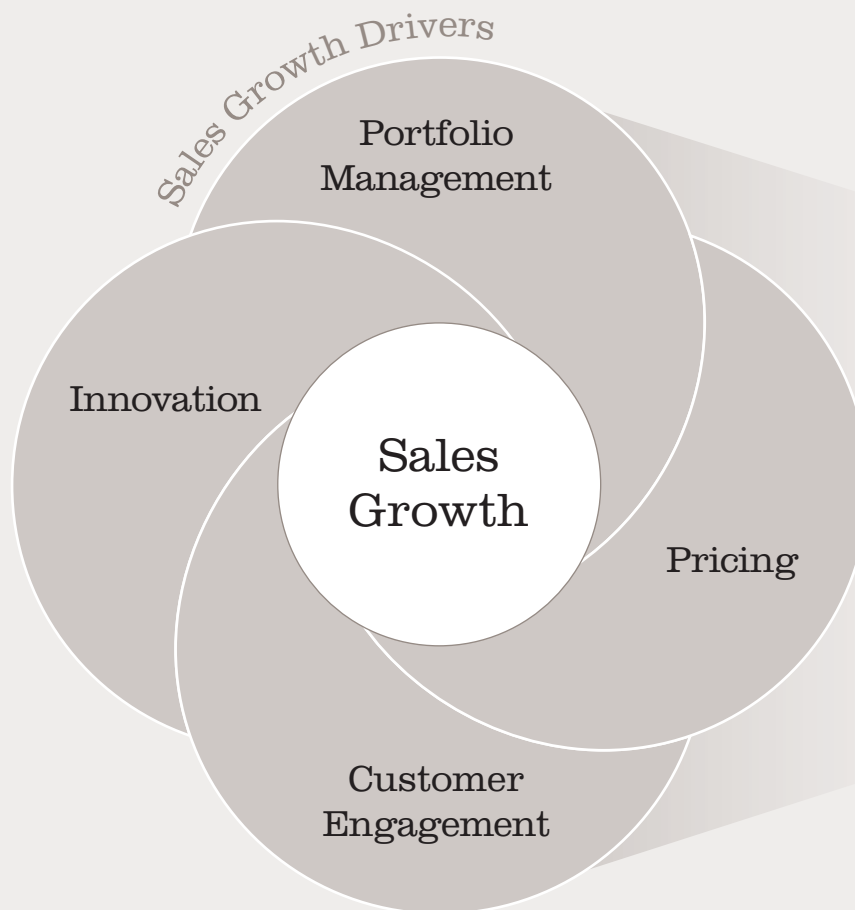 Sales Growth Drivers
Portfolio
Management
Innovation
Sales
Growth
Pricing
Customer
Engagement